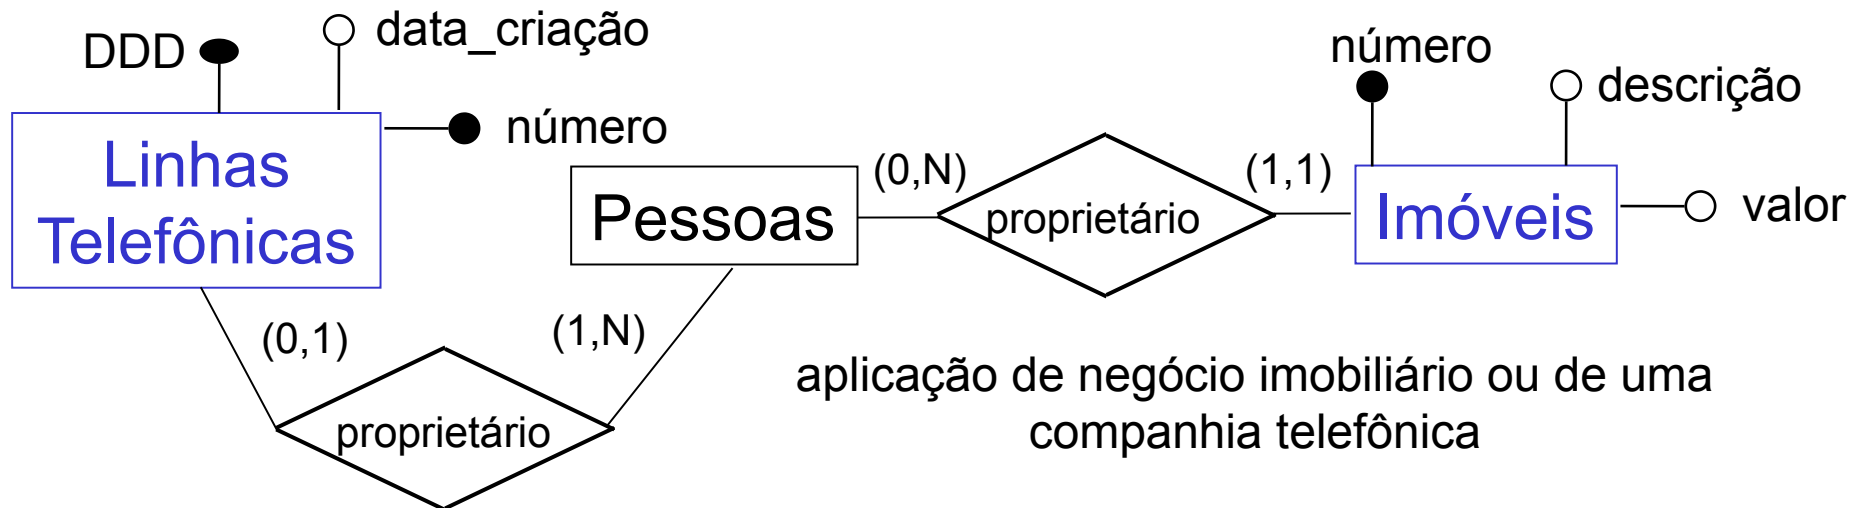 DDD
data_criação
número
Linhas
Telefônicas
(0,1)
proprietário
(1,N)
Pessoas
(0,N)
proprietário
(1,1)
número
descrição
Imóveis
valor
aplicação de negócio imobiliário ou de uma
companhia telefônica